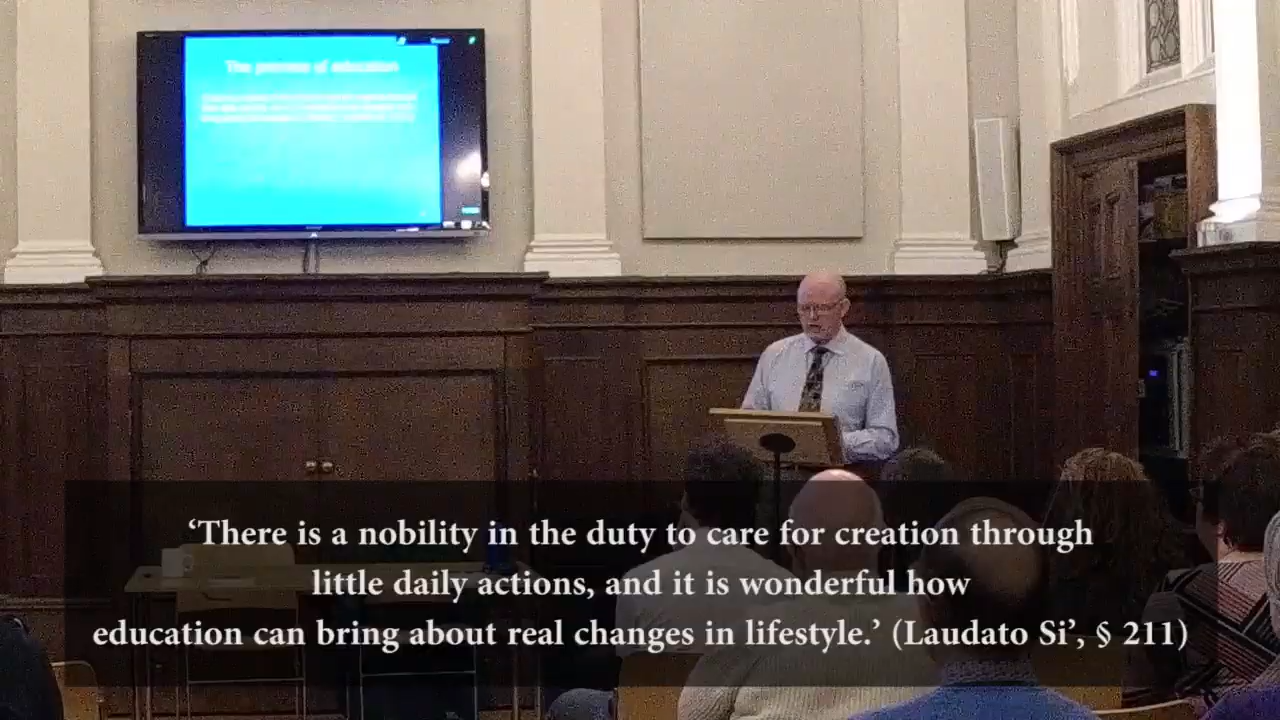 The promise of education
‘There is a nobility in the duty to care for creation through
little daily actions, and it is wonderful how
education can bring about real changes in lifestyle.’ (Laudato Si’, § 211)